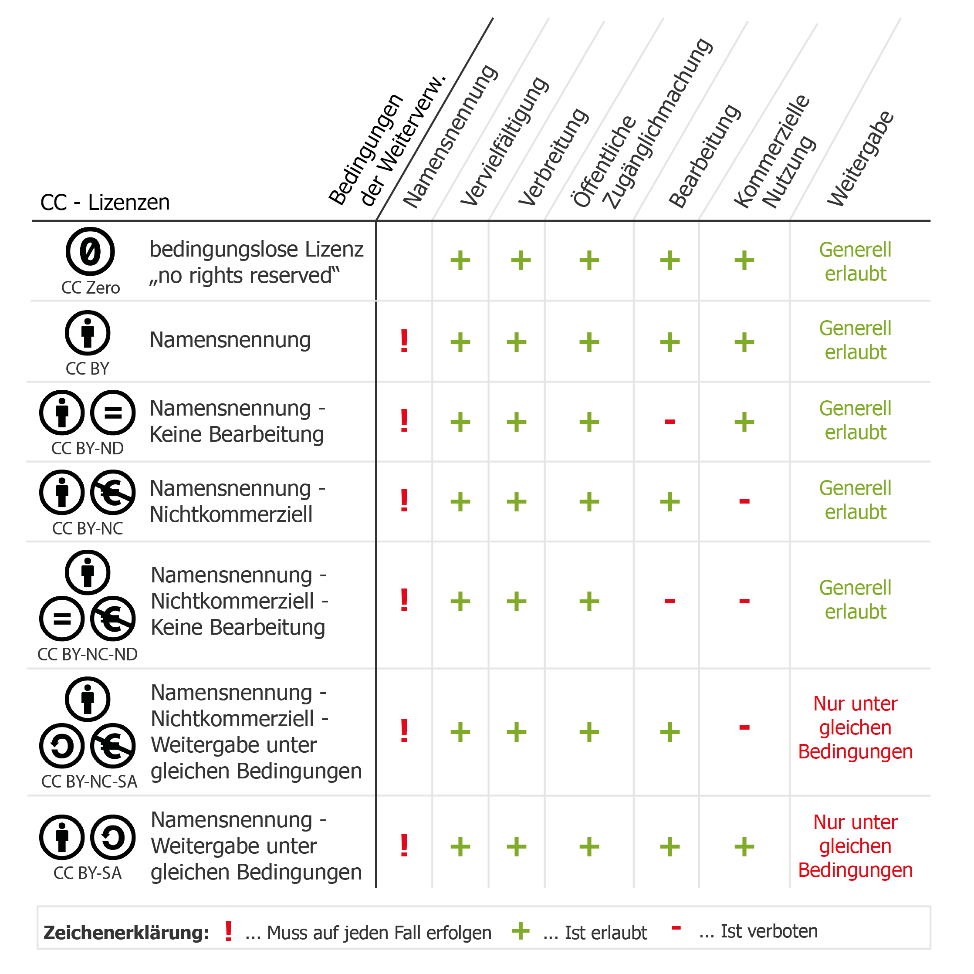 Bedingungen
der Weiterverw.
Namensnennung
Vervielfältigung
Verbreitung
Öffentliche
Zugänglichmachung
Bearbeitung
Kommerzielle
Nutzung
Weitergabe
CC - Lizenzen
0
CC Zero
bedingungslose Lizenz
„no rights reserved“
+ + + + +
Generell
erlaubt
CC BY
Namensnennung
! + + + + +
Generell
erlaubt
=
CC BY-ND
Namensnennung -
Keine Bearbeitung
! + + + - +
Generell
erlaubt
€
CC BY-NC
Namensnennung -
Nichtkommerziell
! + + + + -
Generell
erlaubt
= €
CC BY-NC-ND
Namensnennung -
Nichtkommerziell -
Keine Bearbeitung
! + + + - -
Generell
erlaubt
€
CC BY-NC-SA
Namensnennung -
Nichtkommerziell -
Weitergabe unter
gleichen Bedingungen
! + + + + -
Nur unter
gleichen
Bedingungen
CC BY-SA
Namensnennung -
Weitergabe unter
gleichen Bedingungen
! + + + + +
Nur unter
gleichen
Bedingungen
Zeichenerklärung: ! ... Muss auf jeden Fall erfolgen + ... Ist erlaubt - ... Ist verboten